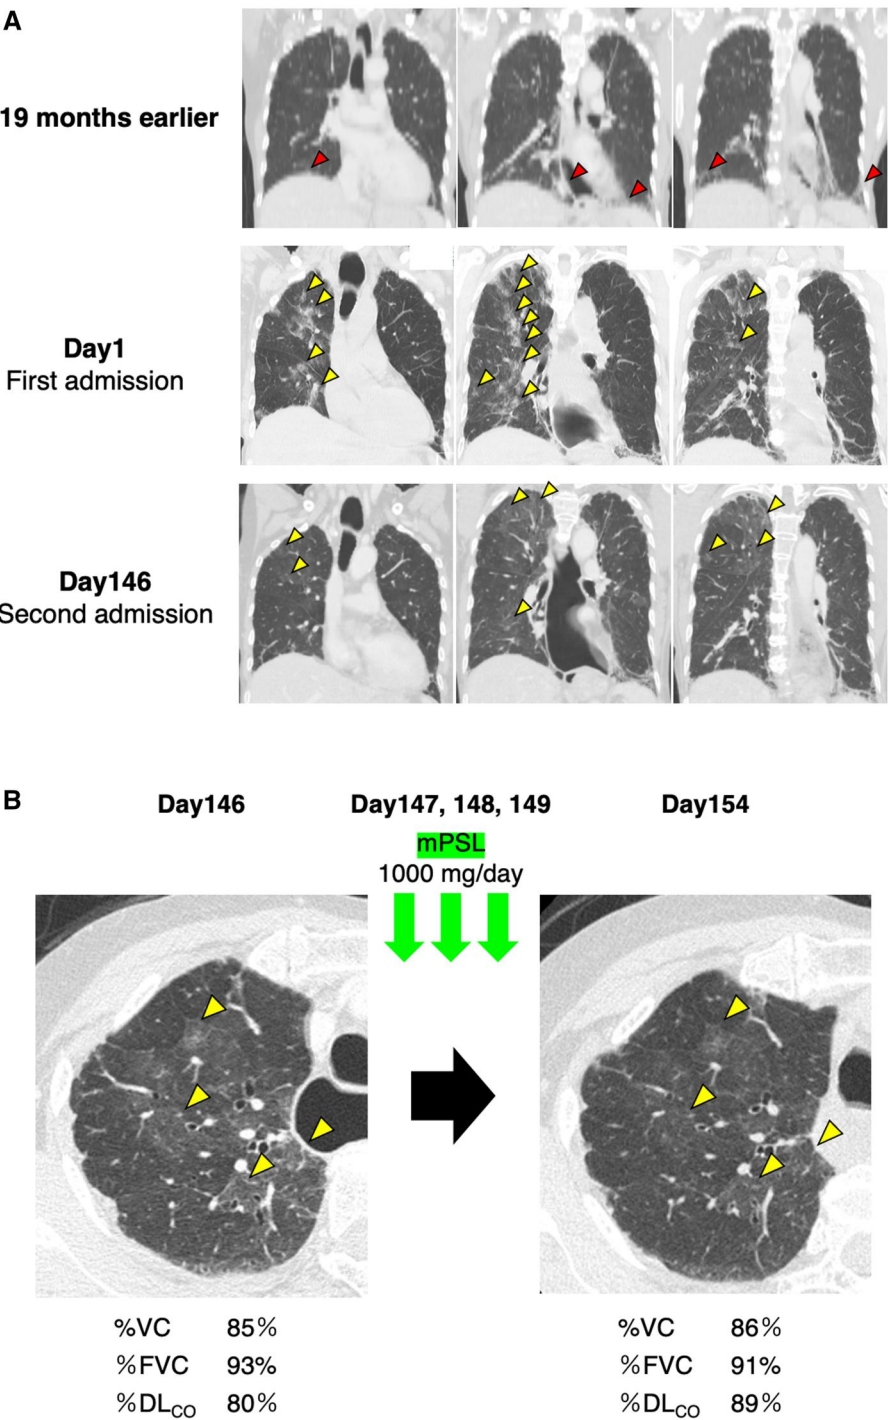 A
19 months earlier
Day1
First admission
Day146
Second admission
B
Day146
Day147, 148, 149
Day154
mPSL
1000 mg/day
%VC 85%
%FVC 93%
%DLCO 80%
%VC 86%
%FVC 91%
%DLCO 89%